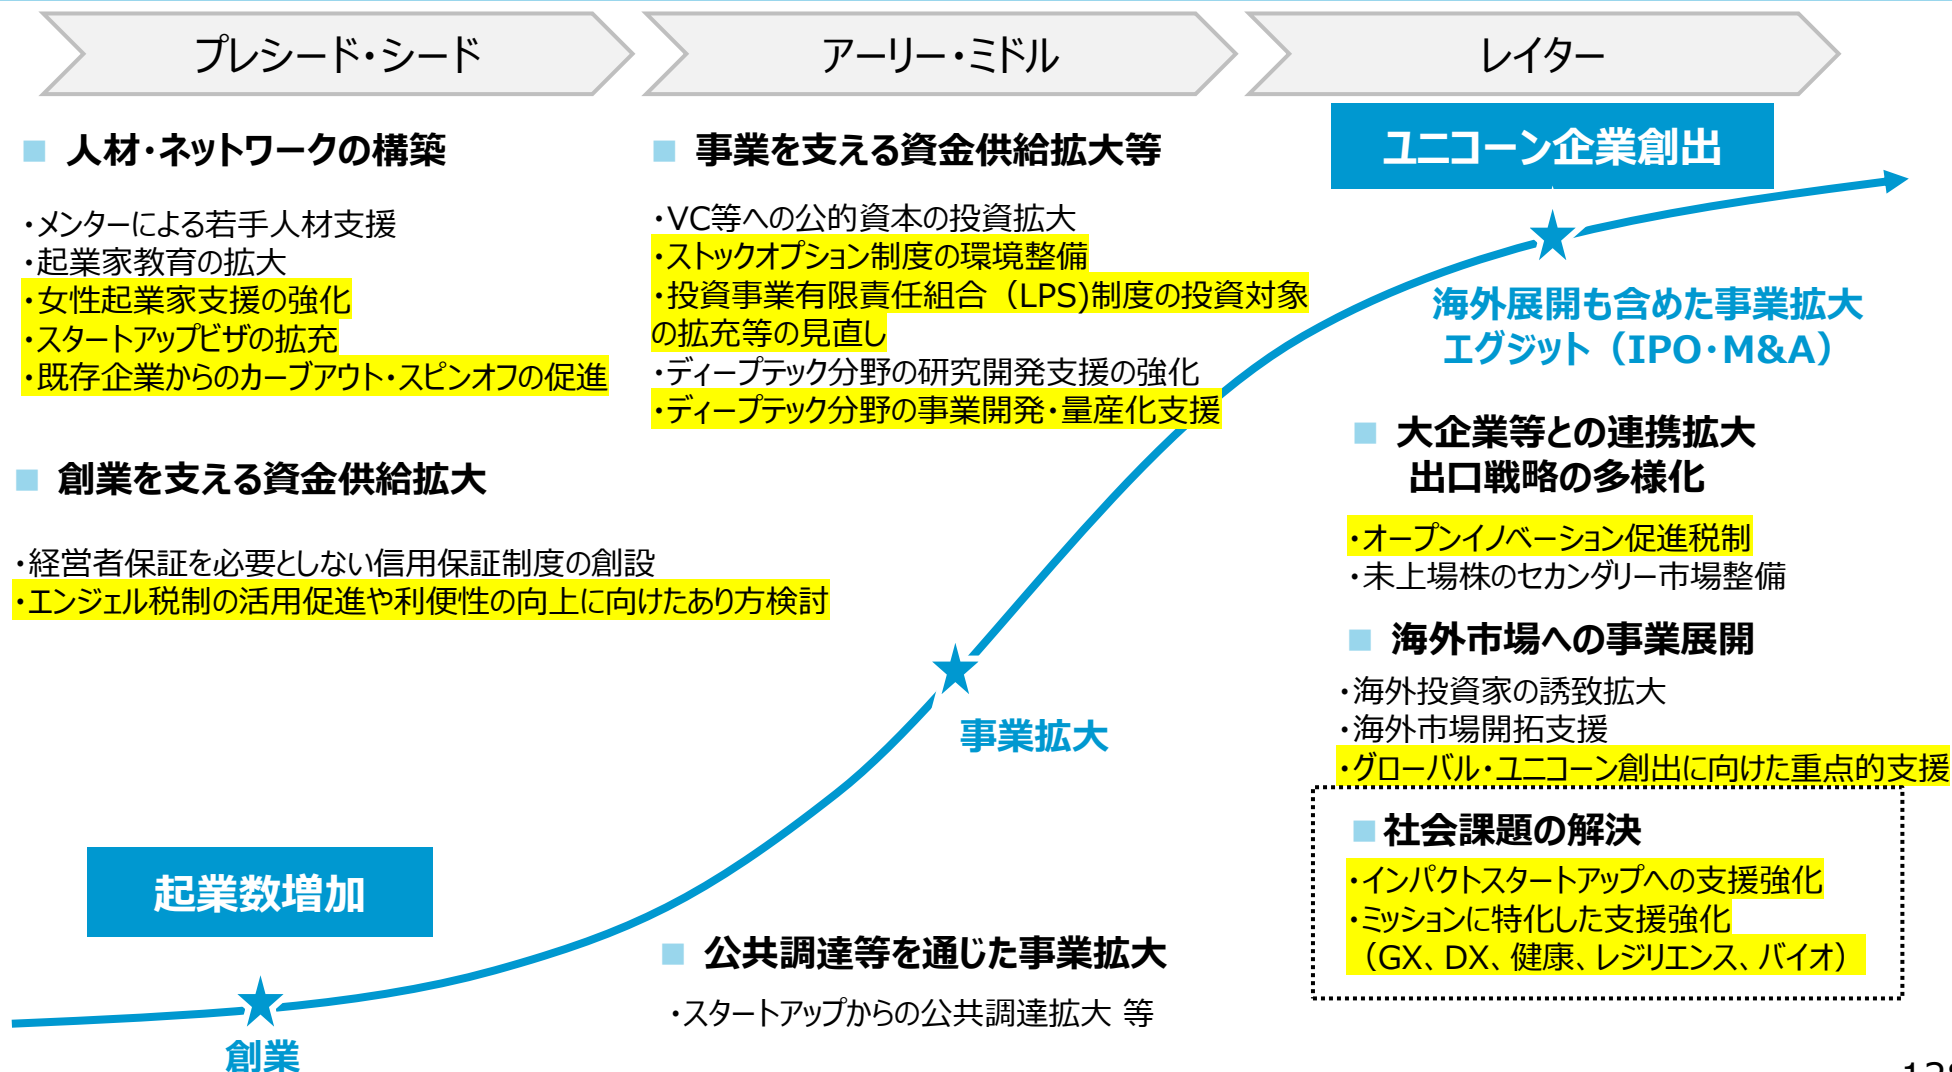 プレシード・シード
アーリー・ミドル
レイター
■ 人材・ネットワークの構築
・メンターによる若手人材支援
・起業家教育の拡大
・女性起業家支援の強化
・スタートアップビザの拡充
・既存企業からのカーブアウト・スピンオフの促進
■ 創業を支える資金供給拡大
・経営者保証を必要としない信用保証制度の創設
・エンジェル税制の活用促進や利便性の向上に向けたあり方検討
起業数増加
創業
■ 事業を支える資金供給拡大等
・VC等への公的資本の投資拡大
・ストックオプション制度の環境整備
・投資事業有限責任組合（LPS)制度の投資対象
の拡充等の見直し
・ディープテック分野の研究開発支援の強化
・ディープテック分野の事業開発・量産化支援
事業拡大
■ 公共調達等を通じた事業拡大
・スタートアップからの公共調達拡大 等
ユニコーン企業創出
海外展開も含めた事業拡大
エグジット（IPO・M&A）
■ 大企業等との連携拡大
出口戦略の多様化
・オープンイノベーション促進税制
・未上場株のセカンダリー市場整備
■ 海外市場への事業展開
・海外投資家の誘致拡大
・海外市場開拓支援
・グローバル・ユニコーン創出に向けた重点的支援
■ 社会課題の解決
・インパクトスタートアップへの支援強化
・ミッションに特化した支援強化
（GX、DX、健康、レジリエンス、バイオ）